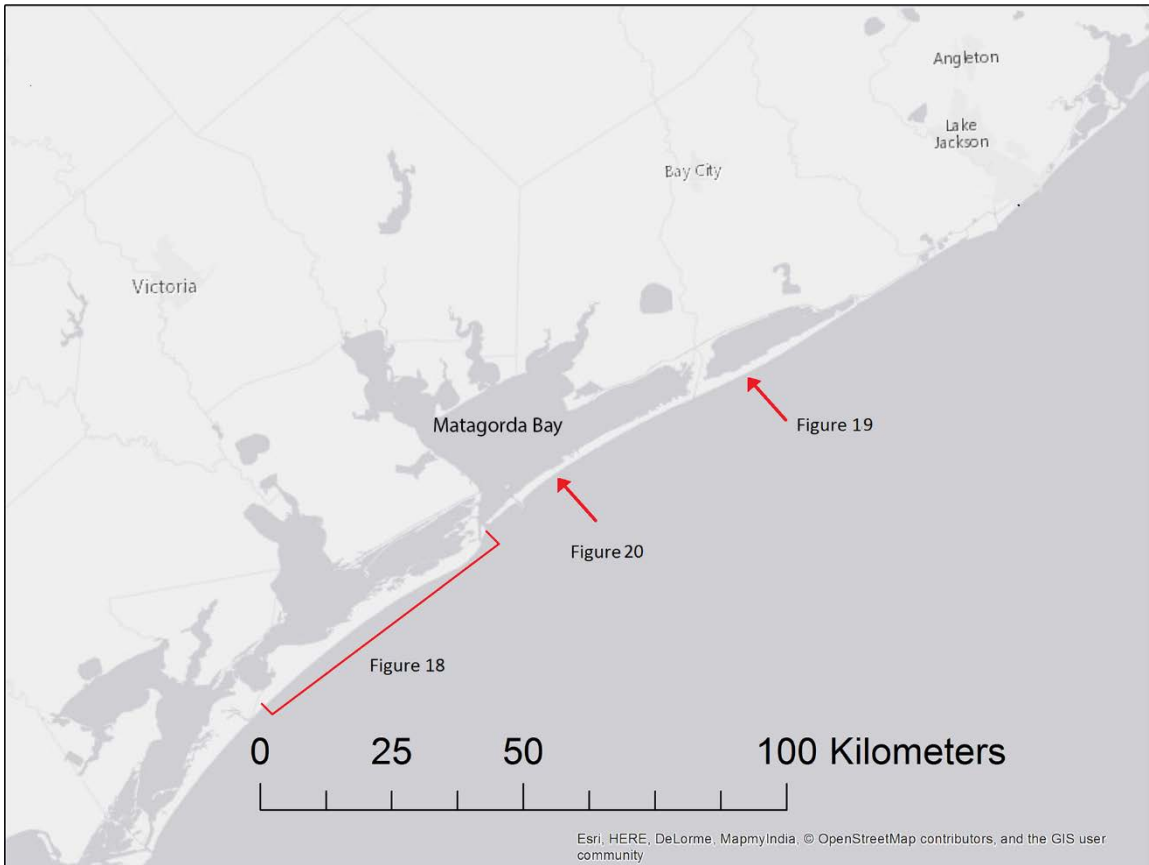 Angleton
Lake
Jackson
Bay City
Victoria
Matagorda Bay
Figure 19
Figure 20
Figure 18
0 25 50 100 Kilometers
Esri, HERE, DeLorme, MapmyIndia, © OpenStreetMap contributors, and the GIS user
community